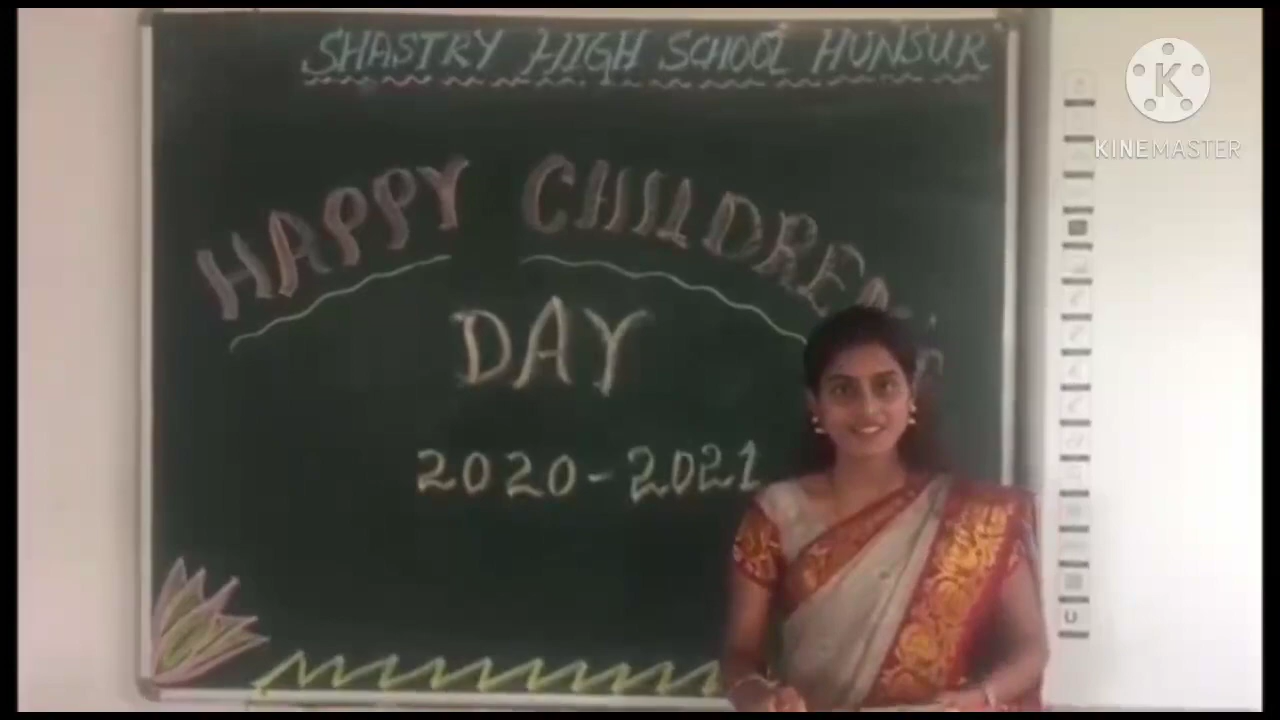 SHASTRY HIGH SCHOOL HUNSUR
HAPPY CHILDREN
DAY
2020-2021
K
KINEMASTER
U